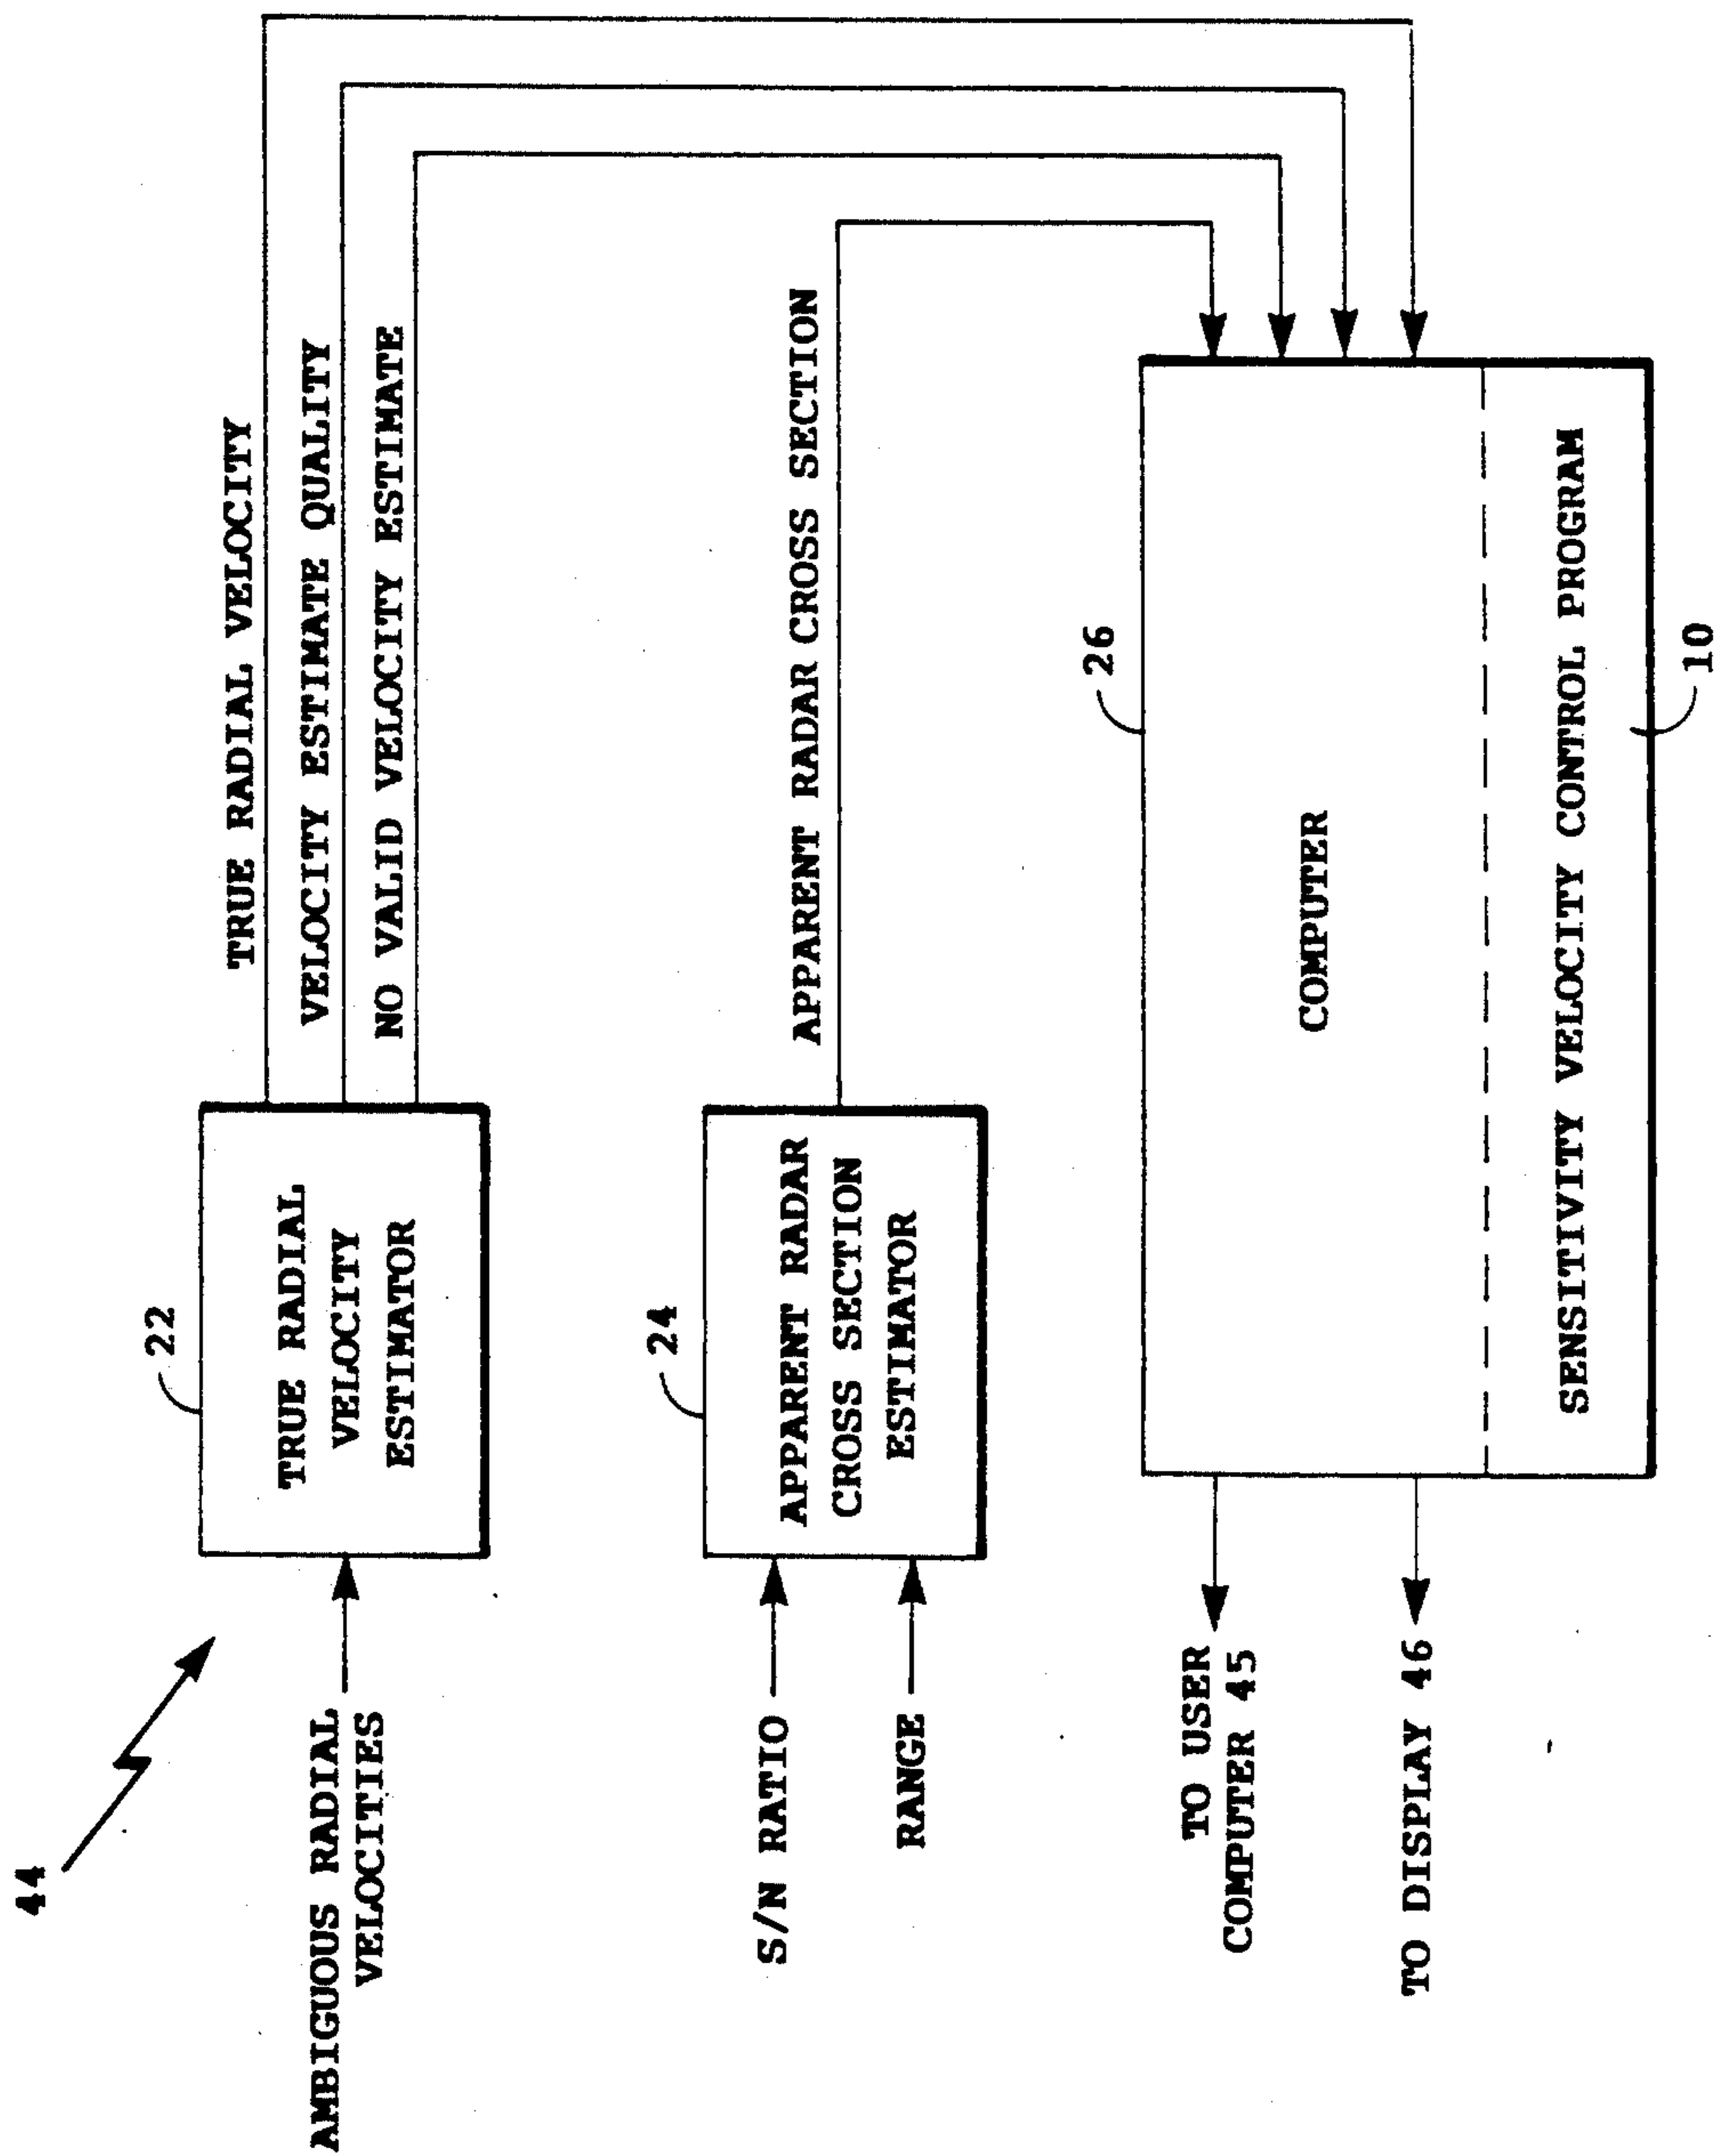 44
AMBIGUOUS RADIAL
VELOCITIES
22
TRUE RADIAL
VELOCITY
ESTIMATOR
TRUE RADIAL VELOCITY
VELOCITY ESTIMATE QUALITY
NO VALID VELOCITY ESTIMATE
S/N RATIO
RANGE
24
APPARENT RADAR
CROSS SECTION
ESTIMATOR
APPARENT RADAR CROSS SECTION
TO USER
COMPUTER 45
TO DISPLAY 46
26
COMPUTER
SENSITIVITY VELOCITY CONTROL PROGRAM
10